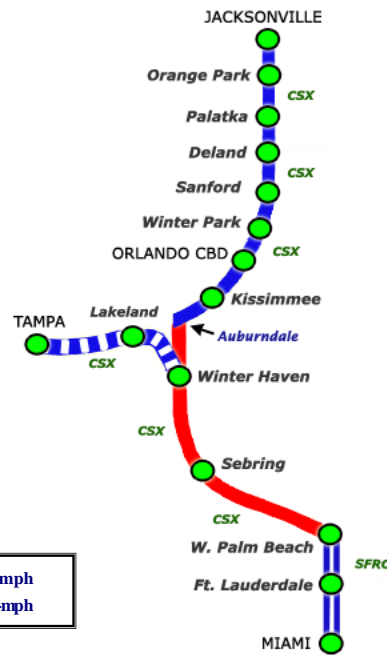 JACKSONVILLE
Orange Park
CSX
Palatka
Deland
CSX
Sanford
Winter Park
CSX
ORLANDO CBD
Kissimmee
Lakeland
TAMPA
Auburndale
CSX
Winter Haven
CSX
Sebring
CSX
W. Palm Beach
mph
SFRC
Ft. Lauderdale
-mph
MIAMI